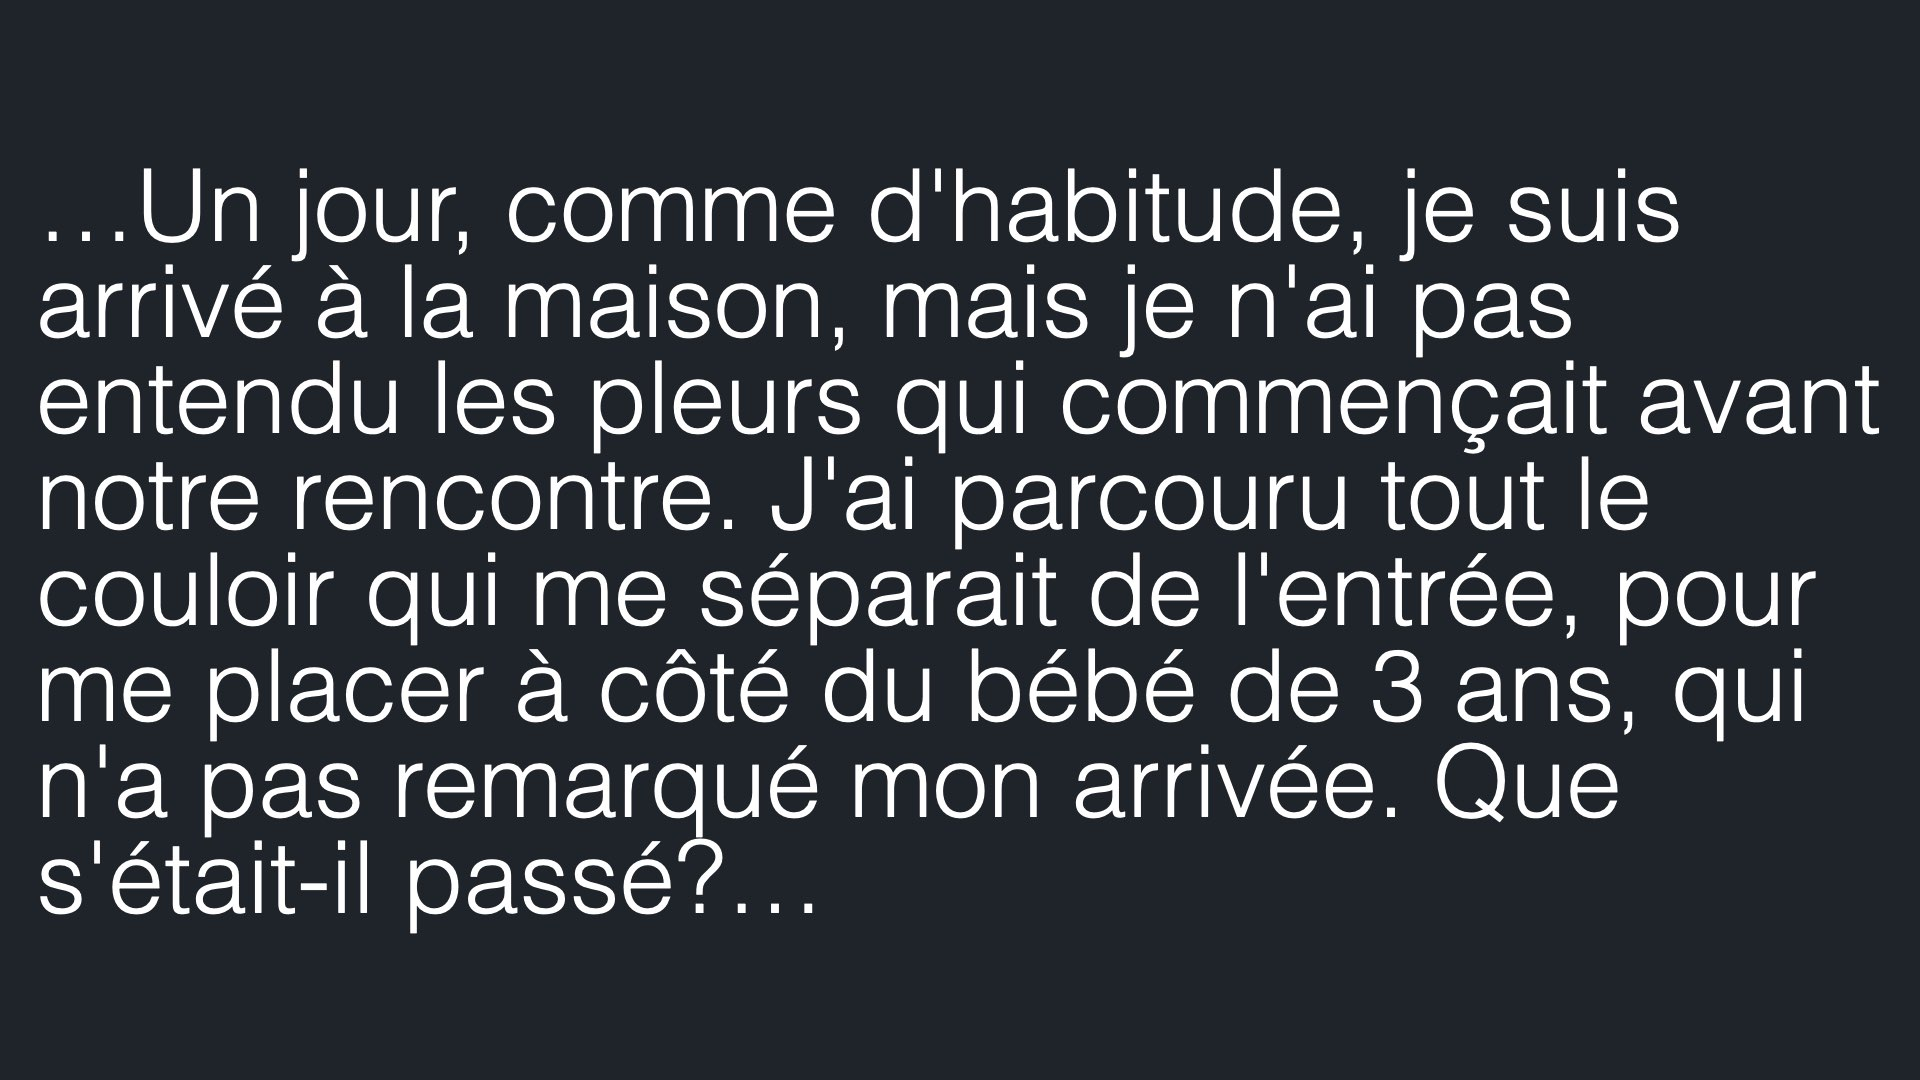 …Un jour, comme d'habitude, je suis
arrivé à la maison, mais je n'ai pas
entendu les pleurs qui commençait avant
notre rencontre. J'ai parcouru tout le
couloir qui me séparait de l'entrée, pour
me placer à côté du bébé de 3 ans, qui
n'a pas remarqué mon arrivée. Que
s'était-il passé?…